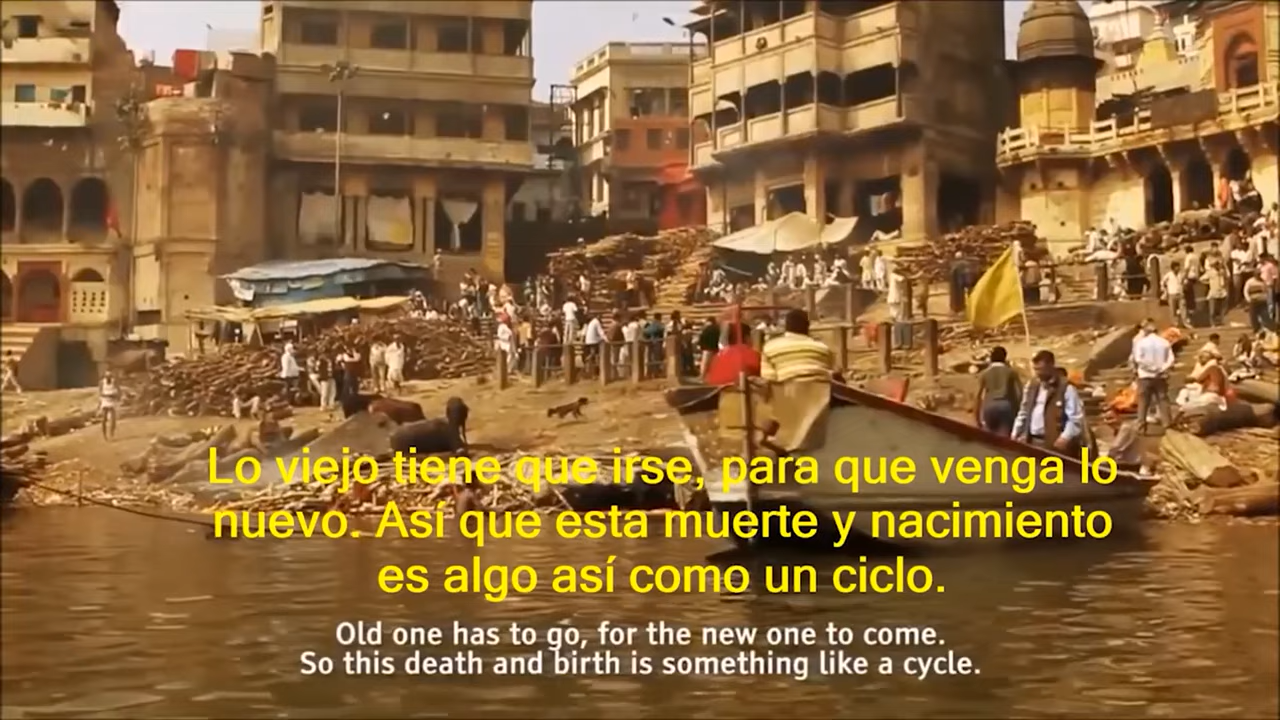 Lo viejo tiene que irse, para que venga lo
nuevo. Así que esta muerte y nacimiento
es algo así como un ciclo.
Old one has to go, for the new one to come.
So this death and birth is something like a cycle.